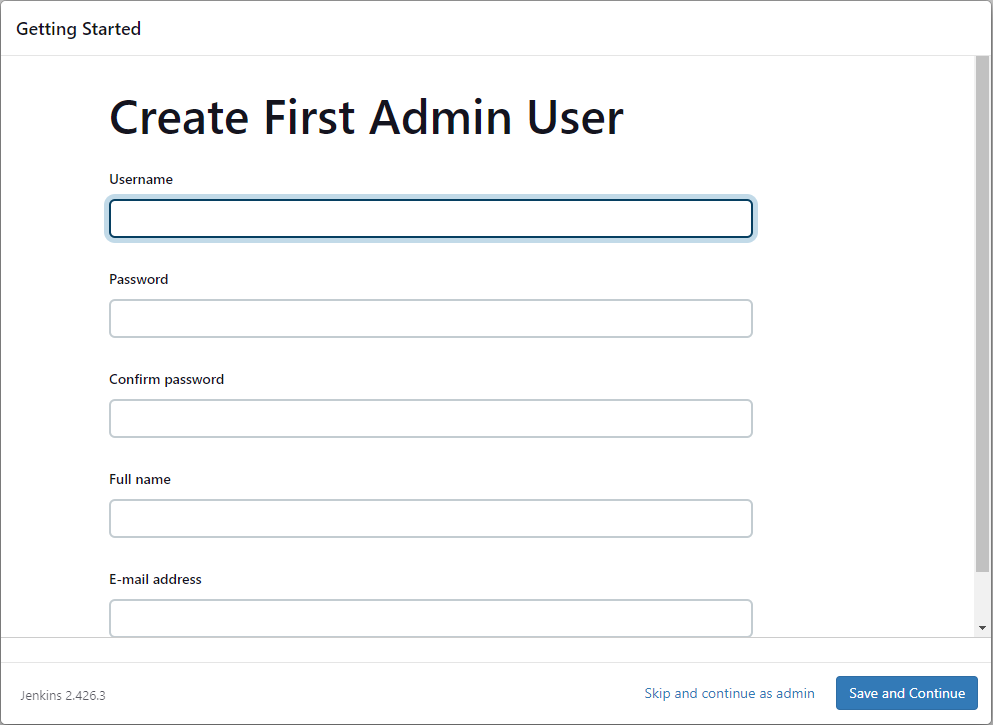 Getting Started
Create First Admin User
Username
Password
Confirm password
Full name
E-mail address
Jenkins 2.426.3
Skip and continue as admin
Save and Continue